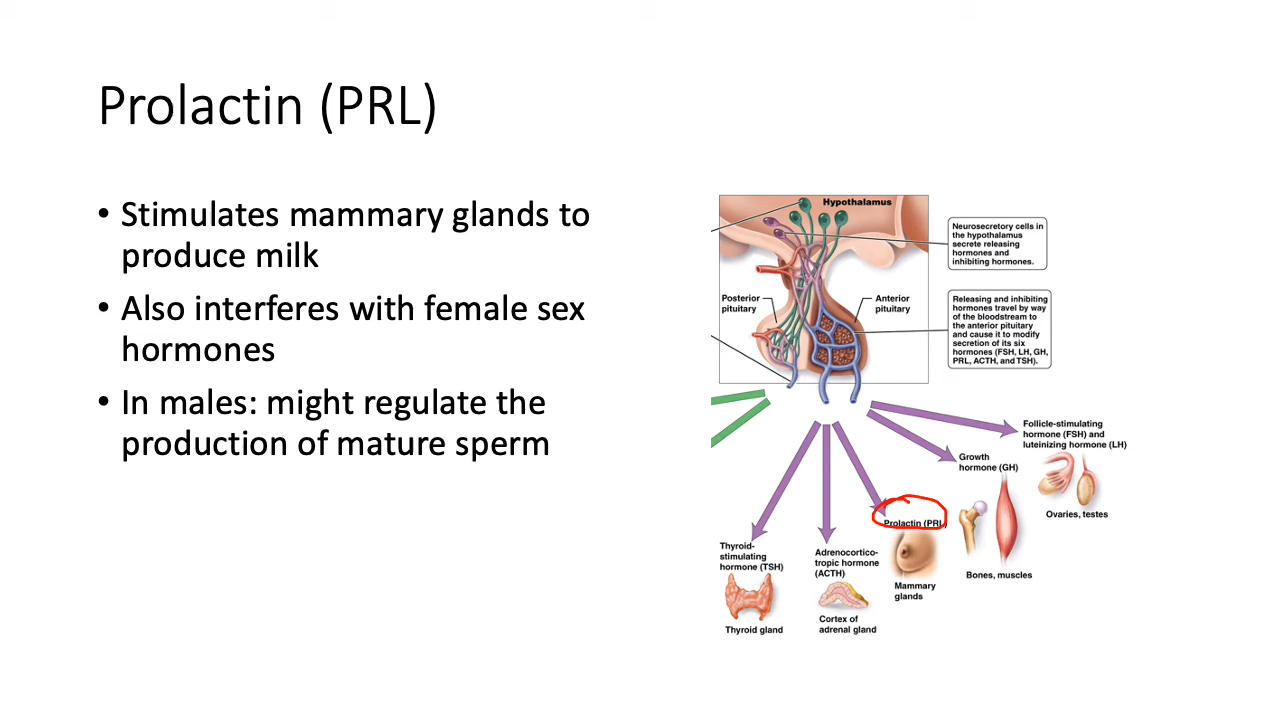 Prolactin (PRL)
• Stimulates mammary glands to
produce milk
• Also interferes with female sex
hormones
• In males: might regulate the
production of mature sperm
Hypothalamus
Neurosecretory cells in
the hypothalamus
secrete releasing
hormones and
inhibiting hormones.
Posterior
pituitary
Anterior
pituitary
Releasing and inhibiting
hormones travel by way
of the bloodstream to
the anterior pituitary
and cause it to modify
secretion of its six
hormones (FSH, LH, GH,
PRL, ACTH, and TSH).
Follicle-stimulating
hormone (FSH) and
luteinizing hormone (LH)
Ovaries, testes
Growth
hormone (GH)
Bones, muscles
Prolactin (PRL)
Mammary
glands
Adrenocortico-
tropic hormone
(ACTH)
Cortex of
adrenal gland
Thyroid-
stimulating
hormone (TSH)
Thyroid gland